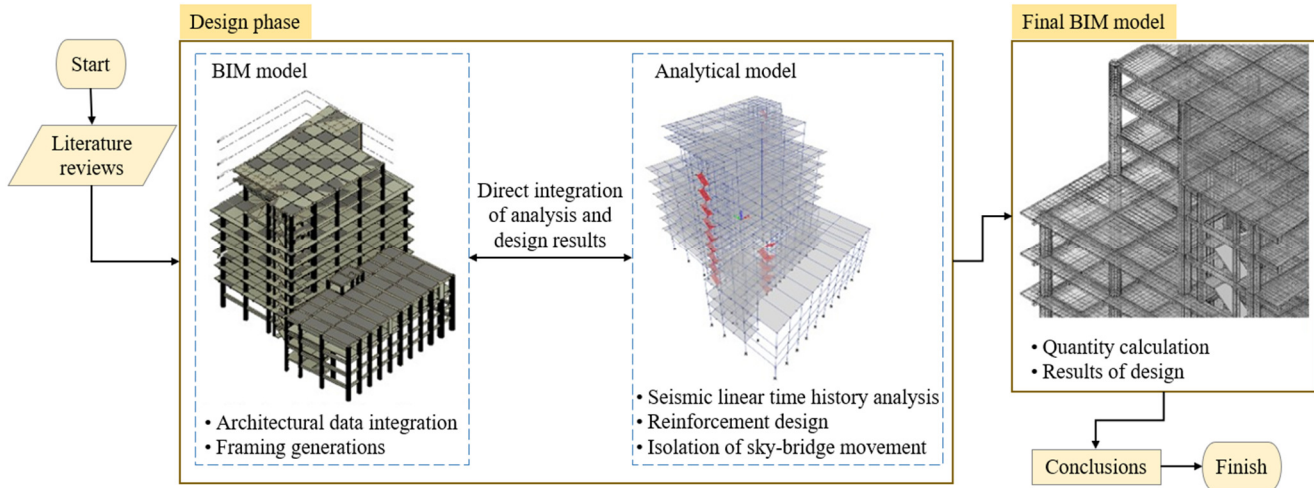 Start
Literature
reviews
Design phase
BIM model
• Architectural data integration
• Framing generations
Direct integration
of analysis and
design results
Analytical model
• Seismic linear time history analysis
• Reinforcement design
• Isolation of sky-bridge movement
Final BIM model
• Quantity calculation
• Results of design
Conclusions
Finish